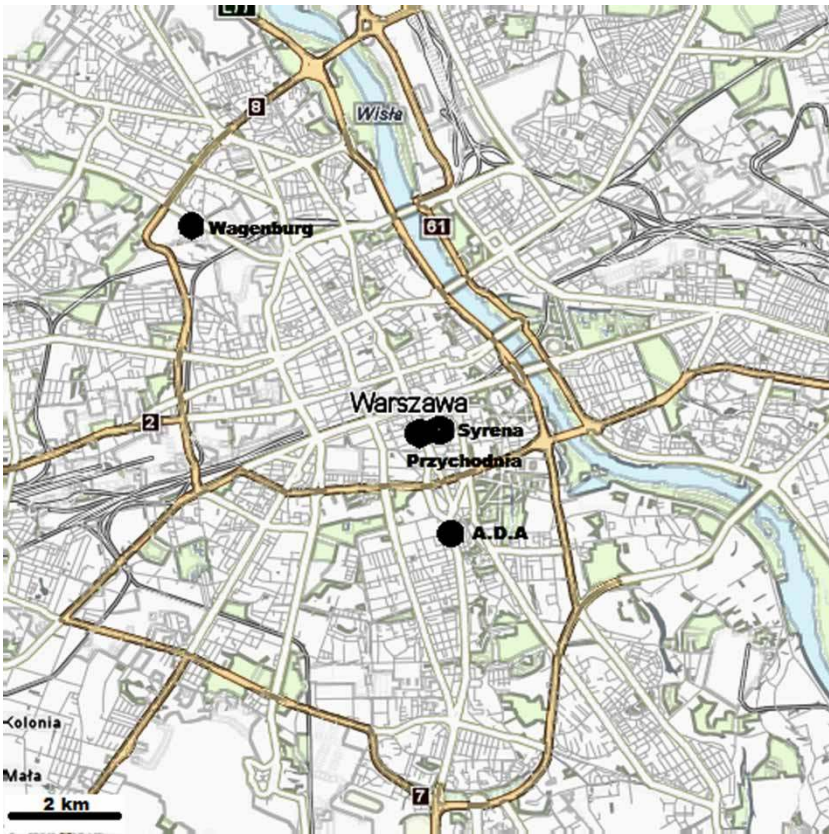 8
Wisła
61
Wagenburg
Warszawa
2
Syrena
Przychodnia
A.D.A
Kolonia
Mała
7
2 km